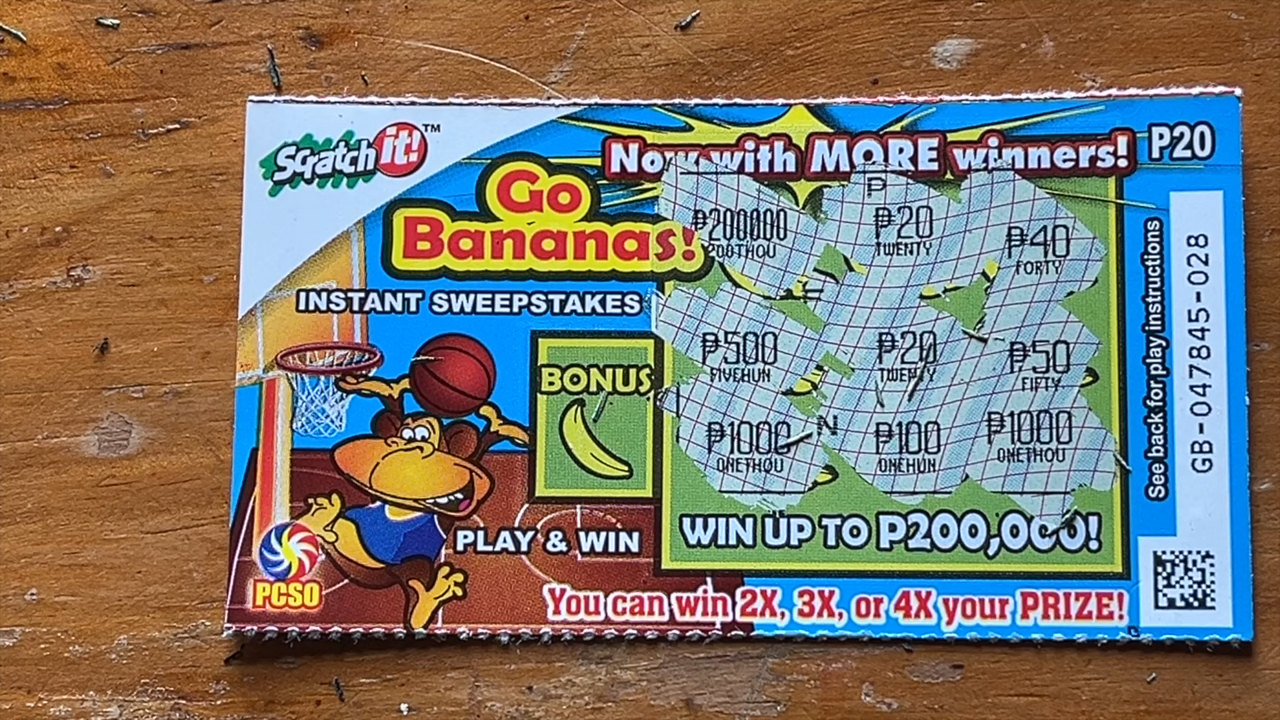 Scratch it!™
Now with MORE winners!
P20
Go
Bananas!
INSTANT SWEEPSTAKES
BONUS
PLAY & WIN
PCSO
P
₱200000
200THOU
₱20
TWENTY
₱40
FORTY
₱500
FIVEHUN
₱20
TWENTY
₱50
FIFTY
₱1000
ONETHOU
N
₱100
ONEHUN
₱1000
ONETHOU
WIN UP TO P200,000!
You can win 2X, 3X, or 4X your PRIZE!
See back for play instructions
GB-047845-028